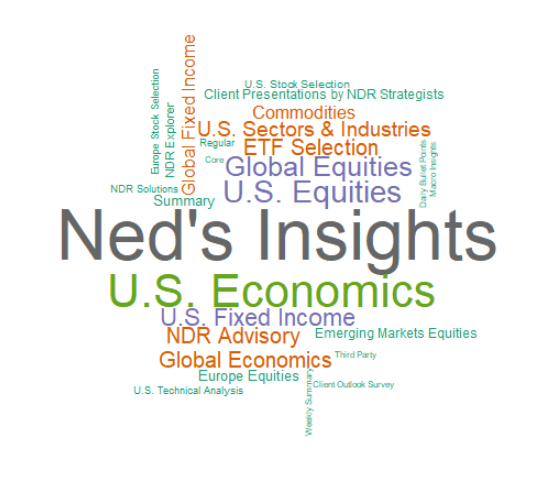 U.S. Stock Selection
Client Presentations by NDR Strategists
Commodities
U.S. Sectors & Industries
Regular
ETF Selection
Core
Global Equities
U.S. Equities
Europe Stock Selection
NDR Explorer
Global Fixed Income
Daily Bullet Points
Macro Insights
NDR Solutions
Summary
Ned's Insights
U.S. Economics
U.S. Fixed Income
NDR Advisory
Emerging Markets Equities
Global Economics
Third Party
Europe Equities
Client Outlook Survey
U.S. Technical Analysis
Weekly Summary